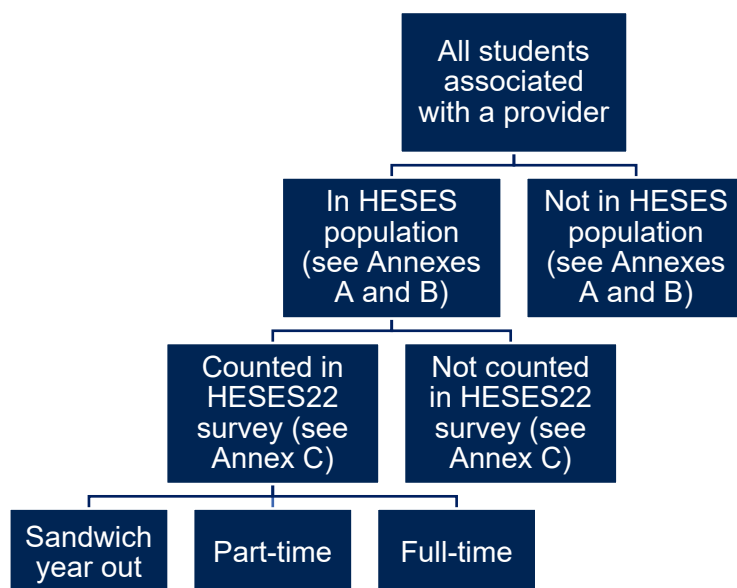 All students
associated
with a provider
In HESES
population
(see Annexes
A and B)
Not in HESES
population
(see Annexes
A and B)
Counted in
HESES22
survey (see
Annex C)
Not counted
in HESES22
survey (see
Annex C)
Sandwich
year out
Part-time
Full-time